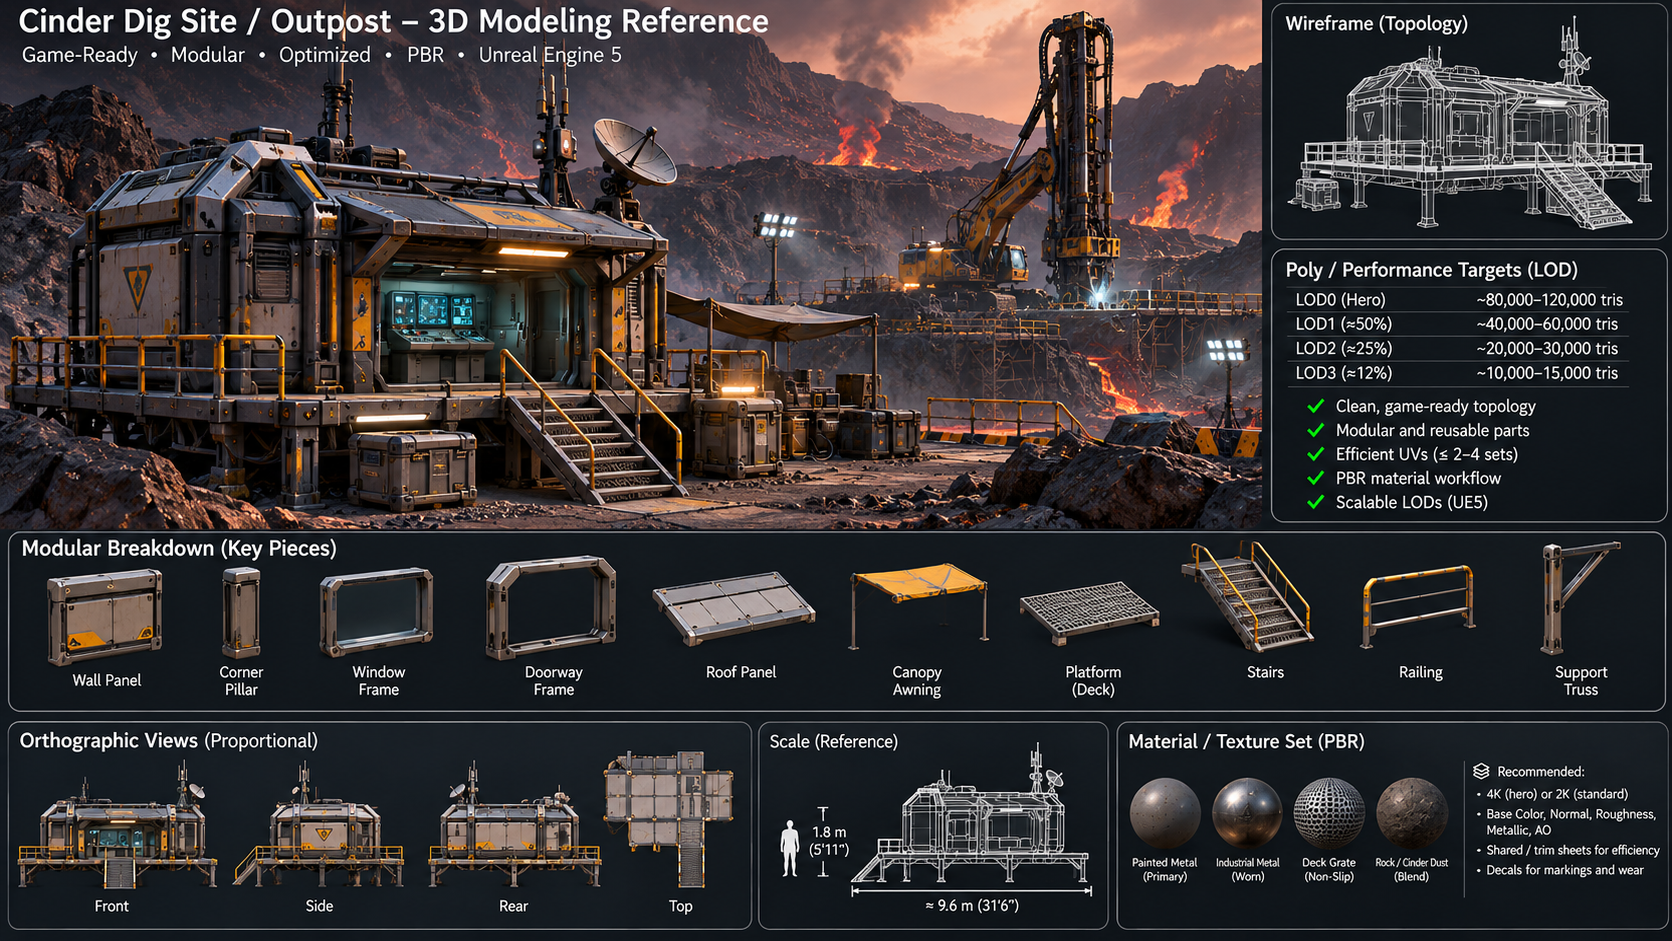 Cinder Dig Site / Outpost – 3D Modeling Reference
Game-Ready • Modular • Optimized • PBR • Unreal Engine 5
Wireframe (Topology)
Poly / Performance Targets (LOD)
LOD0 (Hero) ~80,000–120,000 tris
LOD1 (≈50%) ~40,000–60,000 tris
LOD2 (≈25%) ~20,000–30,000 tris
LOD3 (≈12%) ~10,000–15,000 tris
✓ Clean, game-ready topology
✓ Modular and reusable parts
✓ Efficient UVs (≤ 2–4 sets)
✓ PBR material workflow
✓ Scalable LODs (UE5)
Modular Breakdown (Key Pieces)
Wall Panel
Corner
Pillar
Window
Frame
Doorway
Frame
Roof Panel
Canopy
Awning
Platform
(Deck)
Stairs
Railing
Support
Truss
Orthographic Views (Proportional)
Front
Side
Rear
Top
Scale (Reference)
1.8 m
(5'11")
≈ 9.6 m (31'6")
Material / Texture Set (PBR)
Painted Metal
(Primary)
Industrial Metal
(Worn)
Deck Grate
(Non-Slip)
Rock / Cinder Dust
(Blend)
Recommended:
• 4K (hero) or 2K (standard)
• Base Color, Normal, Roughness,
Metallic, AO
• Shared / trim sheets for efficiency
• Decals for markings and wear